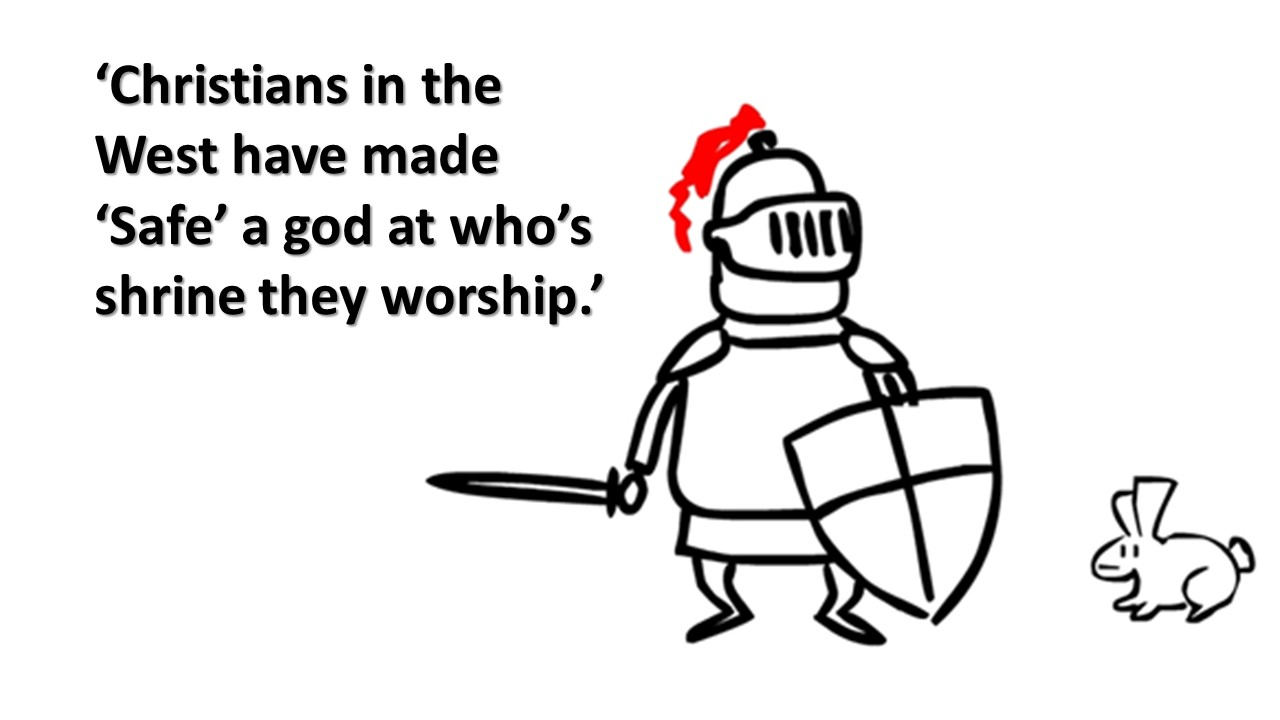 ‘Christians in the
West have made
‘Safe’ a god at who’s
shrine they worship.’